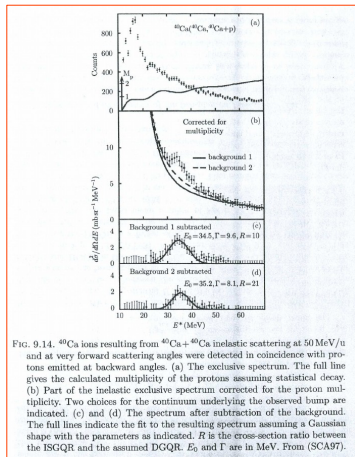 ⁴⁰Ca(⁴⁰Ca,⁴⁰Ca+p)
(a)
Counts
800
600
400
200
0
Mₚ
2
1
(b)
Corrected for
multiplicity
background 1
background 2
10
5
0
d²σ/dΩdE (mb·sr⁻¹MeV⁻¹)
Background 1 subtracted
(c)
E₀=34.5, Γ=9.6, R=10
4
2
0
Background 2 subtracted
(d)
E₀=35.2, Γ=8.1, R=21
4
2
0
10 20 30 40 50 60
E* (MeV)
FIG. 9.14. ⁴⁰Ca ions resulting from ⁴⁰Ca+⁴⁰Ca inelastic scattering at 50 MeV/u
and at very forward scattering angles were detected in coincidence with pro-
tons emitted at backward angles. (a) The exclusive spectrum. The full line
gives the calculated multiplicity of the protons assuming statistical decay.
(b) Part of the inelastic exclusive spectrum corrected for the proton mul-
tiplicity. Two choices for the continuum underlying the observed bump are
indicated. (c) and (d) The spectrum after subtraction of the background.
The full lines indicate the fit to the resulting spectrum assuming a Gaussian
shape with the parameters as indicated. R is the cross-section ratio between
the ISGQR and the assumed DGQR. E₀ and Γ are in MeV. From (SCA97).